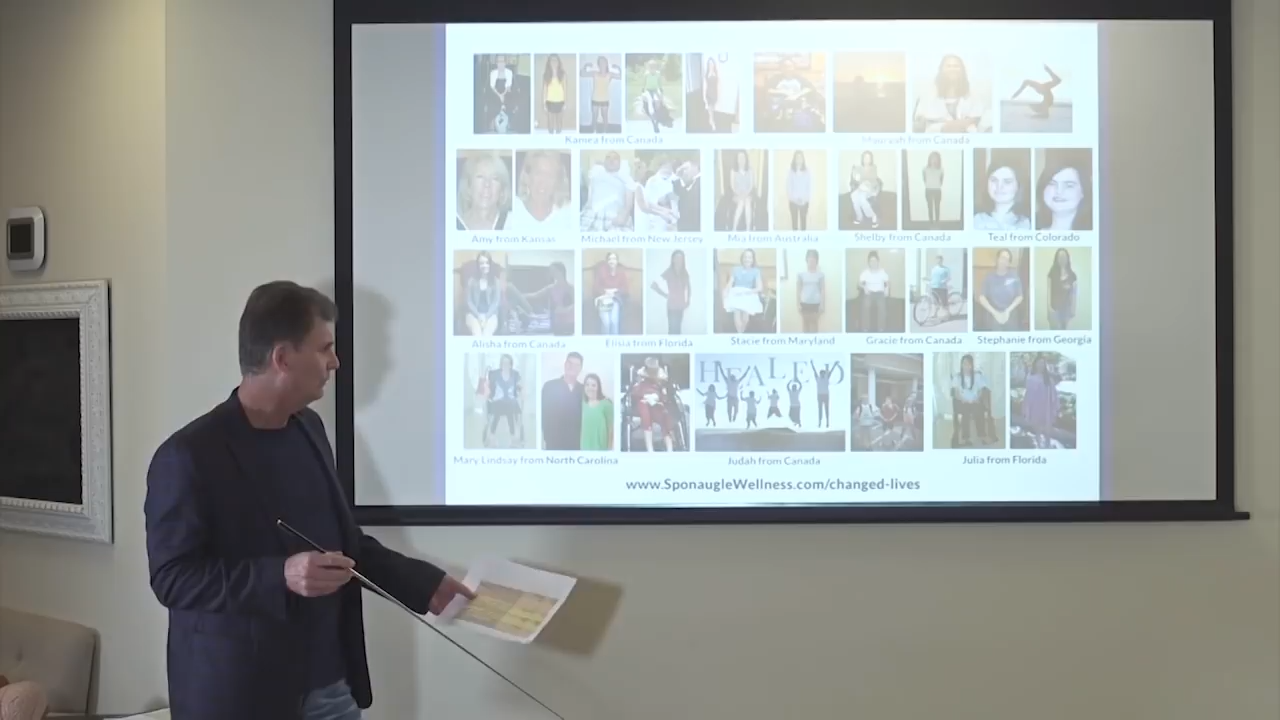 Kamea from Canada
from Canada
Amy from Kansas
Michael from New Jersey
Mia from Australia
Shelby from Canada
Teal from Colorado
Alisha from Canada
Elisia from Florida
Stacie from Maryland
Gracie from Canada
Stephanie from Georgia
HEALED
Mary Lindsay from North Carolina
Judah from Canada
Julia from Florida
www.SponaugleWellness.com/changed-lives